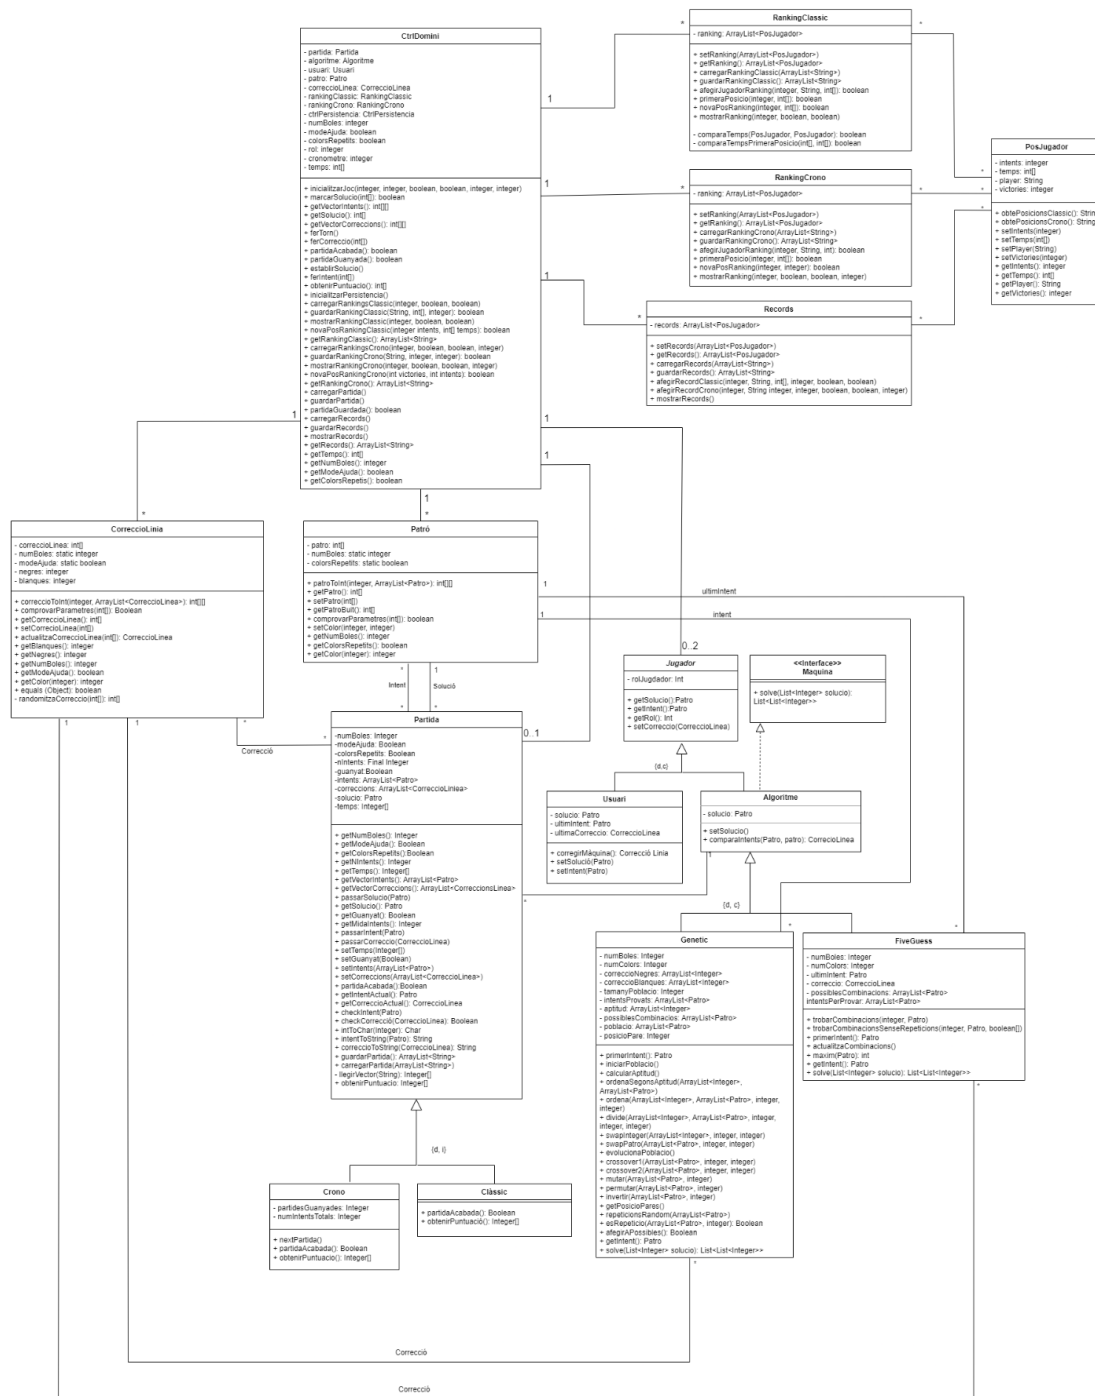 CtrlDomini
- partida: Partida
- algoritme: Algoritme
- usuari: Usuari
- patro: Patro
- correccioLinea: CorreccioLinea
- rankingClassic: RankingClassic
- rankingCrono: RankingCrono
- ctrlPersistencia: CtrlPersistencia
- numBoles: integer
- modeAjuda: boolean
- colorsRepetits: boolean
- rol: integer
- cronometre: integer
- temps: int[]
+ inicialitzarJoc(integer, integer, boolean, boolean, integer, integer)
+ marcarSolucio(int[]): boolean
+ getVectorIntents(): int[][]
+ getSolucio(): int[]
+ getVectorCorreccions(): int[][]
+ ferTorn()
+ ferCorreccio(int[])
+ partidaAcabada(): boolean
+ partidaGuanyada(): boolean
+ establirSolucio()
+ ferIntent(int[])
+ obtenirPuntuacio(): int[]
+ inicialitzarPersistencia()
+ carregarRankingsClassic(integer, boolean, boolean)
+ guardarRankingClassic(String, int[], integer): boolean
+ mostrarRankingClassic(integer, boolean, boolean)
+ novaPosRankingClassic(integer intents, int[] temps): boolean
+ getRankingClassic(): ArrayList<String>
+ carregarRankingsCrono(integer, boolean, boolean, integer)
+ guardarRankingCrono(String, integer, integer): boolean
+ mostrarRankingCrono(integer, boolean, boolean, integer)
+ novaPosRankingCrono(int victories, int intents): boolean
+ getRankingCrono(): ArrayList<String>
+ carregarPartida()
+ guardarPartida()
+ partidaGuardada(): boolean
+ carregarRecords()
+ guardarRecords()
+ mostrarRecords()
+ getRecords(): ArrayList<String>
+ getTemps(): int[]
+ getNumBoles(): integer
+ getModeAjuda(): boolean
+ getColorsRepetis(): boolean
RankingClassic
- ranking: ArrayList<PosJugador>
+ setRanking(ArrayList<PosJugador>)
+ getRanking(): ArrayList<PosJugador>
+ carregarRankingClassic(ArrayList<String>)
+ guardarRankingClassic(): ArrayList<String>
+ afegirJugadorRanking(integer, String, int[]): boolean
+ primeraPosicio(integer, int[]): boolean
+ novaPosRanking(integer, int[]): boolean
+ mostrarRanking(integer, boolean, boolean)
- comparaTemps(PosJugador, PosJugador): boolean
- comparaTempsPrimeraPosicio(int[], int[]): boolean
PosJugador
- intents: integer
- temps: int[]
- player: String
- victories: integer
+ obtePosicionsClassic(): String
+ obtePosicionsCrono(): String
+ setIntents(integer)
+ setTemps(int[])
+ setPlayer(String)
+ setVictories(integer)
+ getIntents(): integer
+ getTemps(): int[]
+ getPlayer(): String
+ getVictories(): integer
RankingCrono
- ranking: ArrayList<PosJugador>
+ setRanking(ArrayList<PosJugador>)
+ getRanking(): ArrayList<PosJugador>
+ carregarRankingCrono(ArrayList<String>)
+ guardarRankingCrono(): ArrayList<String>
+ afegirJugadorRanking(integer, String, int): boolean
+ primeraPosicio(integer, int[]): boolean
+ novaPosRanking(integer, integer): boolean
+ mostrarRanking(integer, boolean, boolean, integer)
Records
- records: ArrayList<PosJugador>
+ setRecords(ArrayList<PosJugador>)
+ getRecords(): ArrayList<PosJugador>
+ carregarRecords(ArrayList<String>)
+ guardarRecords(): ArrayList<String>
+ afegirRecordClassic(integer, String, int[], integer, boolean, boolean)
+ afegirRecordCrono(integer, String integer, integer, boolean, boolean, integer)
+ mostrarRecords()
1
*
*
*
1
*
*
*
1
*
*
*
1
*
1
*
1
1
CorreccioLinia
- correccioLinea: int[]
- numBoles: static integer
- modeAjuda: static boolean
- negres: integer
- blanques: integer
+ correccioToInt(integer, ArrayList<CorreccioLinea>): int[][]
+ comprovarParametres(int[]): Boolean
+ getCorreccioLinea(): int[]
+ setCorrecioLinea(int[])
+ actualitzaCorreccioLinea(int[]): CorreccioLinea
+ getBlanques(): integer
+ getNegres(): integer
+ getNumBoles(): integer
+ getModeAjuda(): boolean
+ getColor(integer): integer
+ equals (Object): boolean
- randomitzaCorreccio(int[]): int[]
Patró
- patro: int[]
- numBoles: static integer
- colorsRepetits: static boolean
+ patroToInt(integer, ArrayList<Patro>): int[][]
+ getPatro(): int[]
+ setPatro(int[])
+ getPatroBuit(): int[]
+ comprovarParametres(int[]): boolean
+ setColor(integer, integer)
+ getNumBoles(): integer
+ getColorsRepetits(): boolean
+ getColor(integer): integer
1
ultimIntent
1
intent
0..2
Jugador
- rolJugdador: Int
+ getSolucio():Patro
+ getIntent():Patro
+ getRol(): Int
+ setCorreccio(CorreccioLinea)
<<Interface>>
Maquina
+ solve(List<Integer> solucio):
List<List<Integer>>
{d,c}
1
1
*
Correcció
*
*
1
Intent
Solució
*
*
0..1
Partida
-numBoles: Integer
-modeAjuda: Boolean
-colorsRepetits: Boolean
-nIntents: Final Integer
-guanyat:Boolean
-intents: ArrayList<Patro>
-correccions: ArrayList<CorreccioLiniea>
-solucio: Patro
-temps: Integer[]
+ getNumBoles(): Integer
+ getModeAjuda(): Boolean
+ getColorsRepetits():Boolean
+ getNIntents(): Integer
+ getTemps(): Integer[]
+ getVectorIntents(): ArrayList<Patro>
+ getVectorCorreccions(): ArrayList<CorreccionsLinea>
+ passarSolucio(Patro)
+ getSolucio(): Patro
+ getGuanyat(): Boolean
+ getMidaIntents(): Integer
+ passarIntent(Patro)
+ passarCorreccio(CorreccioLinea)
+ setTemps(Integer[])
+ setGuanyat(Boolean)
+ setIntents(ArrayList<Patro>)
+ setCorreccions(ArrayList<CorreccioLinea>)
+ partidaAcabada():Boolean
+ getIntentActual(): Patro
+ getCorreccioActual(): CorreccioLinea
+ checkIntent(Patro)
+ checkCorrecció(CorreccioLinea): Boolean
+ intToChar(Integer): Char
+ intentToString(Patro): String
+ correccioToString(CorreccioLinea): String
+ guardarPartida(): ArrayList<String>
+ carregarPartida(ArrayList<String>)
- llegirVector(String): Integer[]
+ obtenirPuntuacio: Integer[]
Usuari
- solucio: Patro
- ultimIntent: Patro
- ultimaCorreccio: CorreccioLinea
+ corregirMàquina(): Correcció Linia
+ setSolució(Patro)
+ setIntent(Patro)
Algoritme
- solucio: Patro
+ setSolucio()
+ comparaIntents(Patro, patro): CorrecioLinea
1
*
{d, c}
*
*
Genetic
- numBoles: Integer
- numColors: Integer
- correccioNegres: ArrayList<Integer>
- correccioBlanques: ArrayList<Integer>
- tamanyPoblacio: Integer
- intentsProvats: ArrayList<Patro>
- aptitud: ArrayList<Integer>
- possiblesCombinacios: ArrayList<Patro>
- poblacio: ArrayList<Patro>
- posicioPare: Integer
+ primerIntent(): Patro
+ iniciarPoblacio()
+ calcularAptitud()
+ ordenaSegonsAptitud(ArrayList<Integer>,
ArrayList<Patro>)
+ ordena(ArrayList<Integer>, ArrayList<Patro>, integer,
integer)
+ divide(ArrayList<Integer>, ArrayList<Patro>, integer,
integer, integer)
+ swapInteger(ArrayList<Integer>, integer, integer)
+ swapPatro(ArrayList<Patro>, integer, integer)
+ evolucionaPoblacio()
+ crossover1(ArrayList<Patro>, integer, integer)
+ crossover2(ArrayList<Patro>, integer, integer)
+ mutar(ArrayList<Patro>, integer)
+ permutar(ArrayList<Patro>, integer)
+ invertir(ArrayList<Patro>, integer)
+ getPosicioPares()
+ repeticionsRandom(ArrayList<Patro>)
+ esRepeticio(ArrayList<Patro>, integer): Boolean
+ afegirAPossibles(): Boolean
+ getIntent(): Patro
+ solve(List<Integer> solucio): List<List<Integer>>
FiveGuess
- numBoles: Integer
- numColors: Integer
- ultimIntent: Patro
- correccio: CorreccioLinea
- possiblesCombinacions: ArrayList<Patro>
intentsPerProvar: ArrayList<Patro>
+ trobarCombinacions(integer, Patro)
+ trobarCombinacionsSenseRepeticions(integer, Patro, boolean[])
+ primerIntent(): Patro
+ actualitzaCombinacions()
+ maxim(Patro): int
+ getIntent(): Patro
+ solve(List<Integer> solucio): List<List<Integer>>
*
{d, i}
Crono
- partidesGuanyades: Integer
- numIntentsTotals: Integer
+ nextPartida()
+ partidaAcabada(): Boolean
+ obtenirPuntuacio(): Integer[]
Clàssic
+ partidaAcabada(): Boolean
+ obtenirPuntuació(): Integer[]
*
Correcció
Correcció